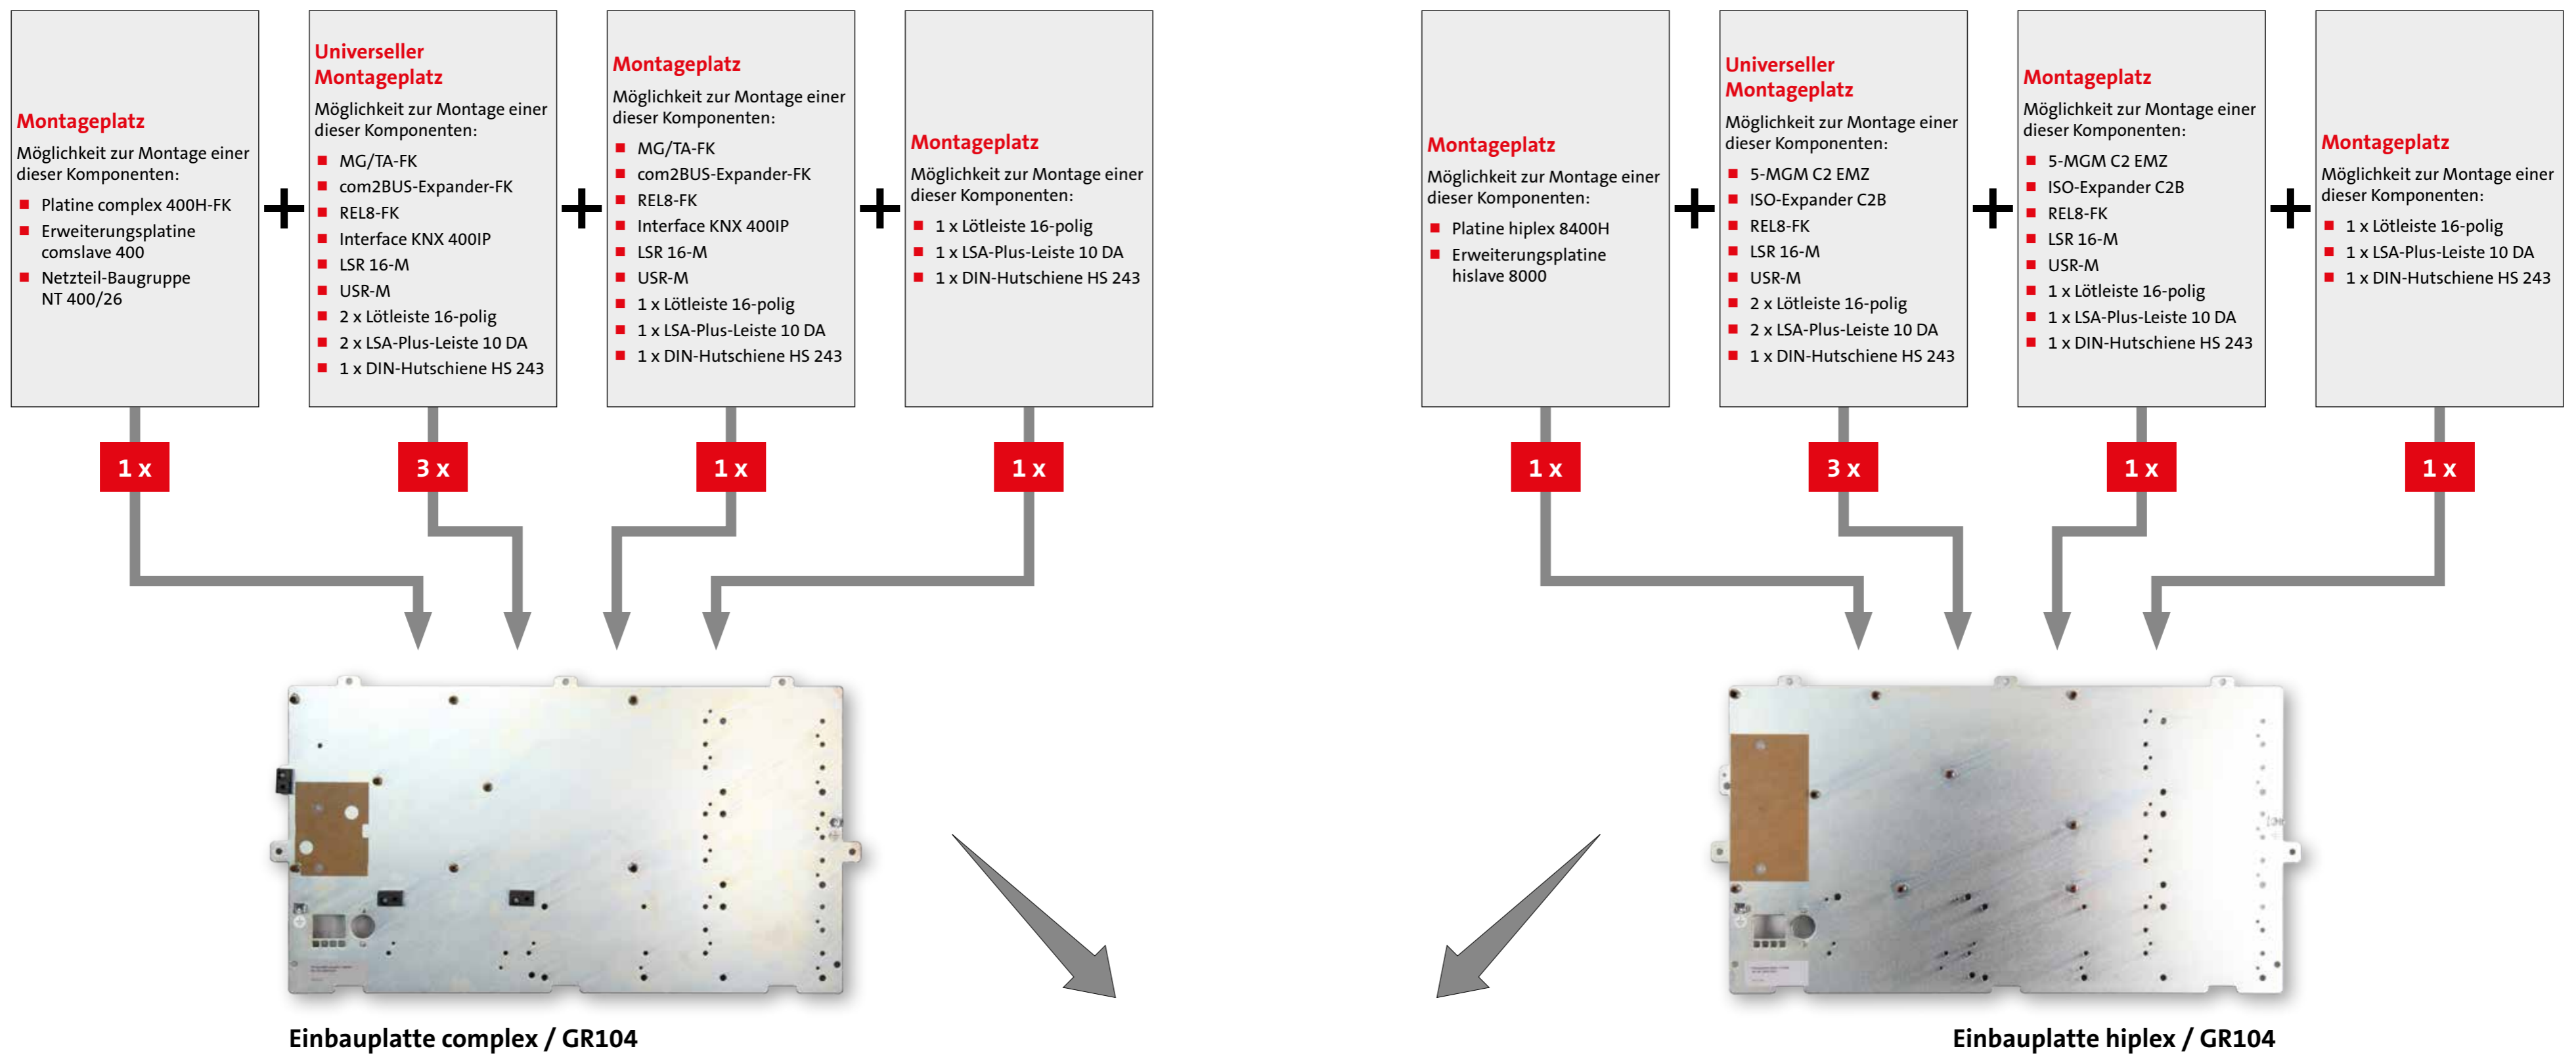 Montageplatz
Möglichkeit zur Montage einer
dieser Komponenten:
Platine complex 400H-FK
Erweiterungsplatine
comslave 400
Netzteil-Baugruppe
NT 400/26
Universeller
Montageplatz
Möglichkeit zur Montage einer
dieser Komponenten:
MG/TA-FK
com2BUS-Expander-FK
REL8-FK
Interface KNX 400IP
LSR 16-M
USR-M
2 x Lötleiste 16-polig
2 x LSA-Plus-Leiste 10 DA
1 x DIN-Hutschiene HS 243
Montageplatz
Möglichkeit zur Montage einer
dieser Komponenten:
MG/TA-FK
com2BUS-Expander-FK
REL8-FK
Interface KNX 400IP
LSR 16-M
USR-M
1 x Lötleiste 16-polig
1 x LSA-Plus-Leiste 10 DA
1 x DIN-Hutschiene HS 243
Montageplatz
Möglichkeit zur Montage einer
dieser Komponenten:
1 x Lötleiste 16-polig
1 x LSA-Plus-Leiste 10 DA
1 x DIN-Hutschiene HS 243
1 x
3 x
1 x
1 x
Einbauplatte complex / GR104
Montageplatz
Möglichkeit zur Montage einer
dieser Komponenten:
Platine hiplex 8400H
Erweiterungsplatine
hislave 8000
Universeller
Montageplatz
Möglichkeit zur Montage einer
dieser Komponenten:
5-MGM C2 EMZ
ISO-Expander C2B
REL8-FK
LSR 16-M
USR-M
2 x Lötleiste 16-polig
2 x LSA-Plus-Leiste 10 DA
1 x DIN-Hutschiene HS 243
Montageplatz
Möglichkeit zur Montage einer
dieser Komponenten:
5-MGM C2 EMZ
ISO-Expander C2B
REL8-FK
LSR 16-M
USR-M
1 x Lötleiste 16-polig
1 x LSA-Plus-Leiste 10 DA
1 x DIN-Hutschiene HS 243
Montageplatz
Möglichkeit zur Montage einer
dieser Komponenten:
1 x Lötleiste 16-polig
1 x LSA-Plus-Leiste 10 DA
1 x DIN-Hutschiene HS 243
1 x
3 x
1 x
1 x
Einbauplatte hiplex / GR104